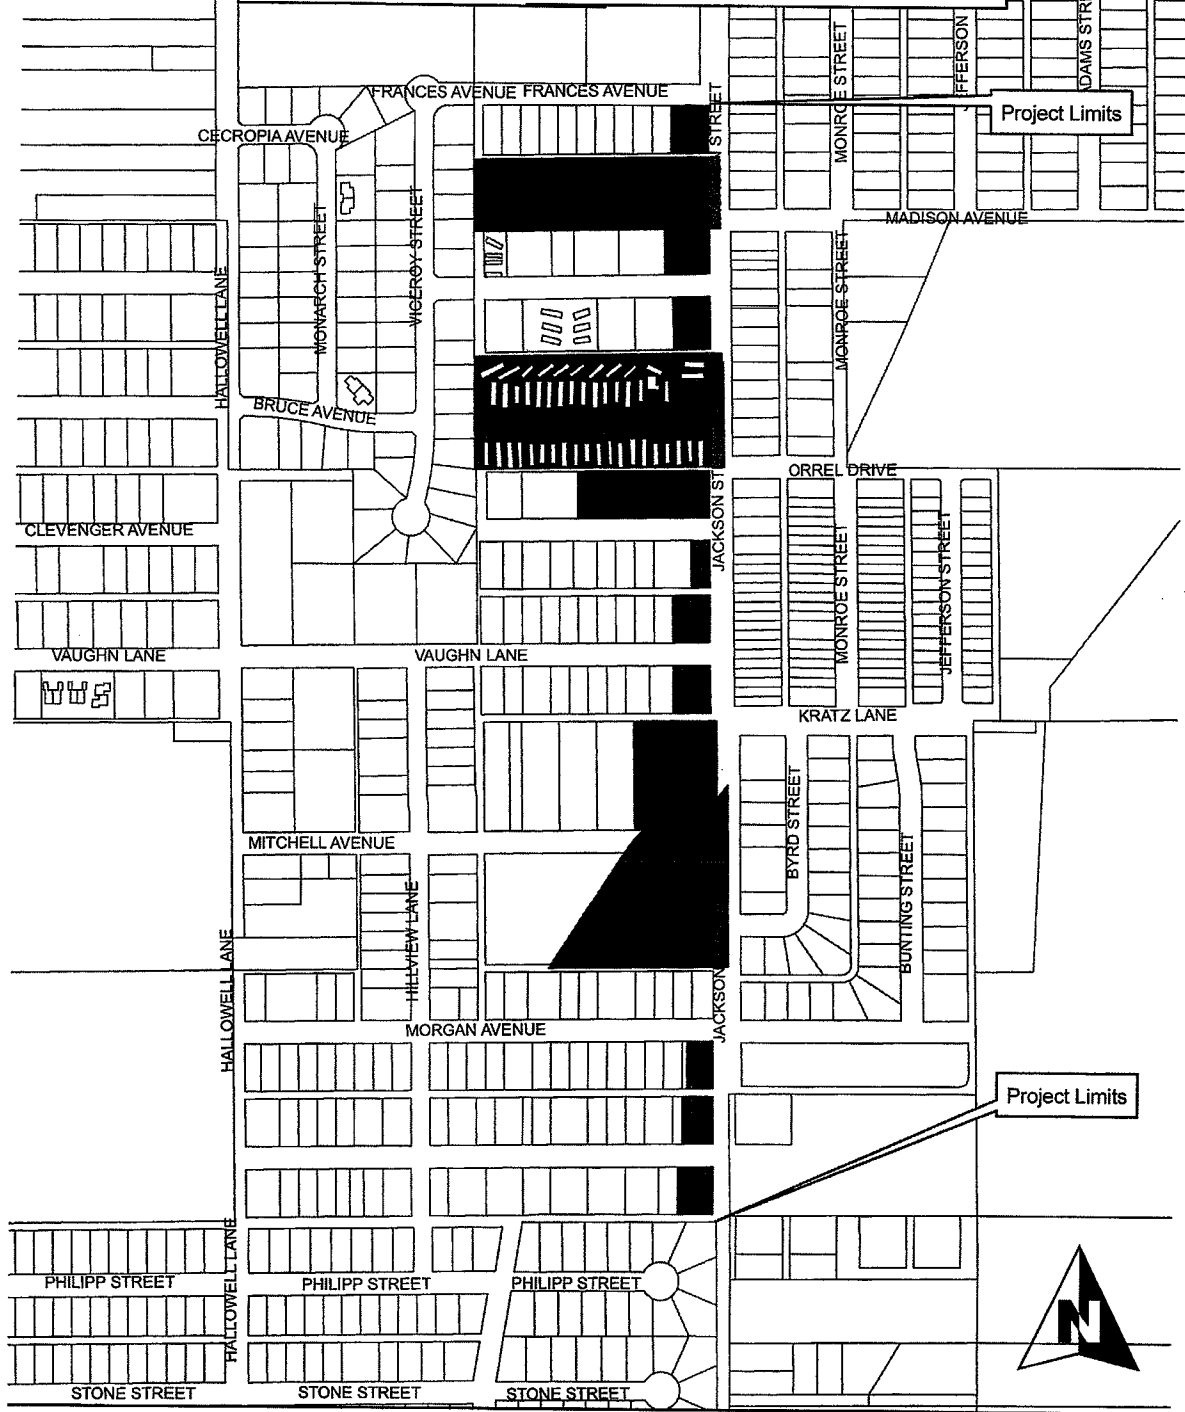 FRANCES AVENUE
FRANCES AVENUE
CECROPIA AVENUE
STREET
MONROE STREET
JEFFERSON
ADAMS STRE
Project Limits
MADISON AVENUE
HALLOWELL LANE
MONARCH STREET
VICEROY STREET
MONROE STREET
BRUCE AVENUE
ORREL DRIVE
CLEVENGER AVENUE
JACKSON ST
MONROE STREET
JEFFERSON STREET
VAUGHN LANE
VAUGHN LANE
KRATZ LANE
MITCHELL AVENUE
BYRD STREET
BUNTING STREET
HALLOWELL LANE
HILLVIEW LANE
JACKSON
MORGAN AVENUE
Project Limits
HALLOWELL LANE
PHILIPP STREET
PHILIPP STREET
PHILIPP STREET
STONE STREET
STONE STREET
STONE STREET
N